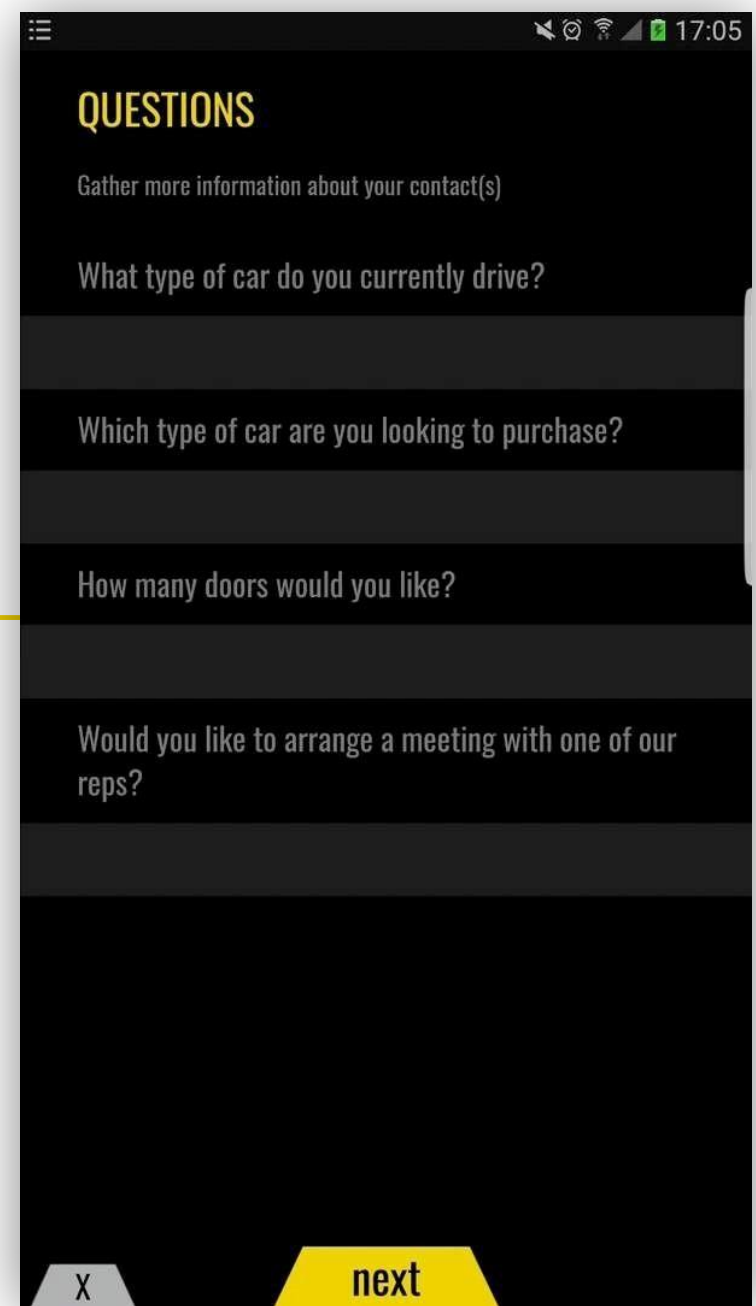 17:05
QUESTIONS
Gather more information about your contact(s)
What type of car do you currently drive?
Which type of car are you looking to purchase?
How many doors would you like?
Would you like to arrange a meeting with one of our
reps?
X
next